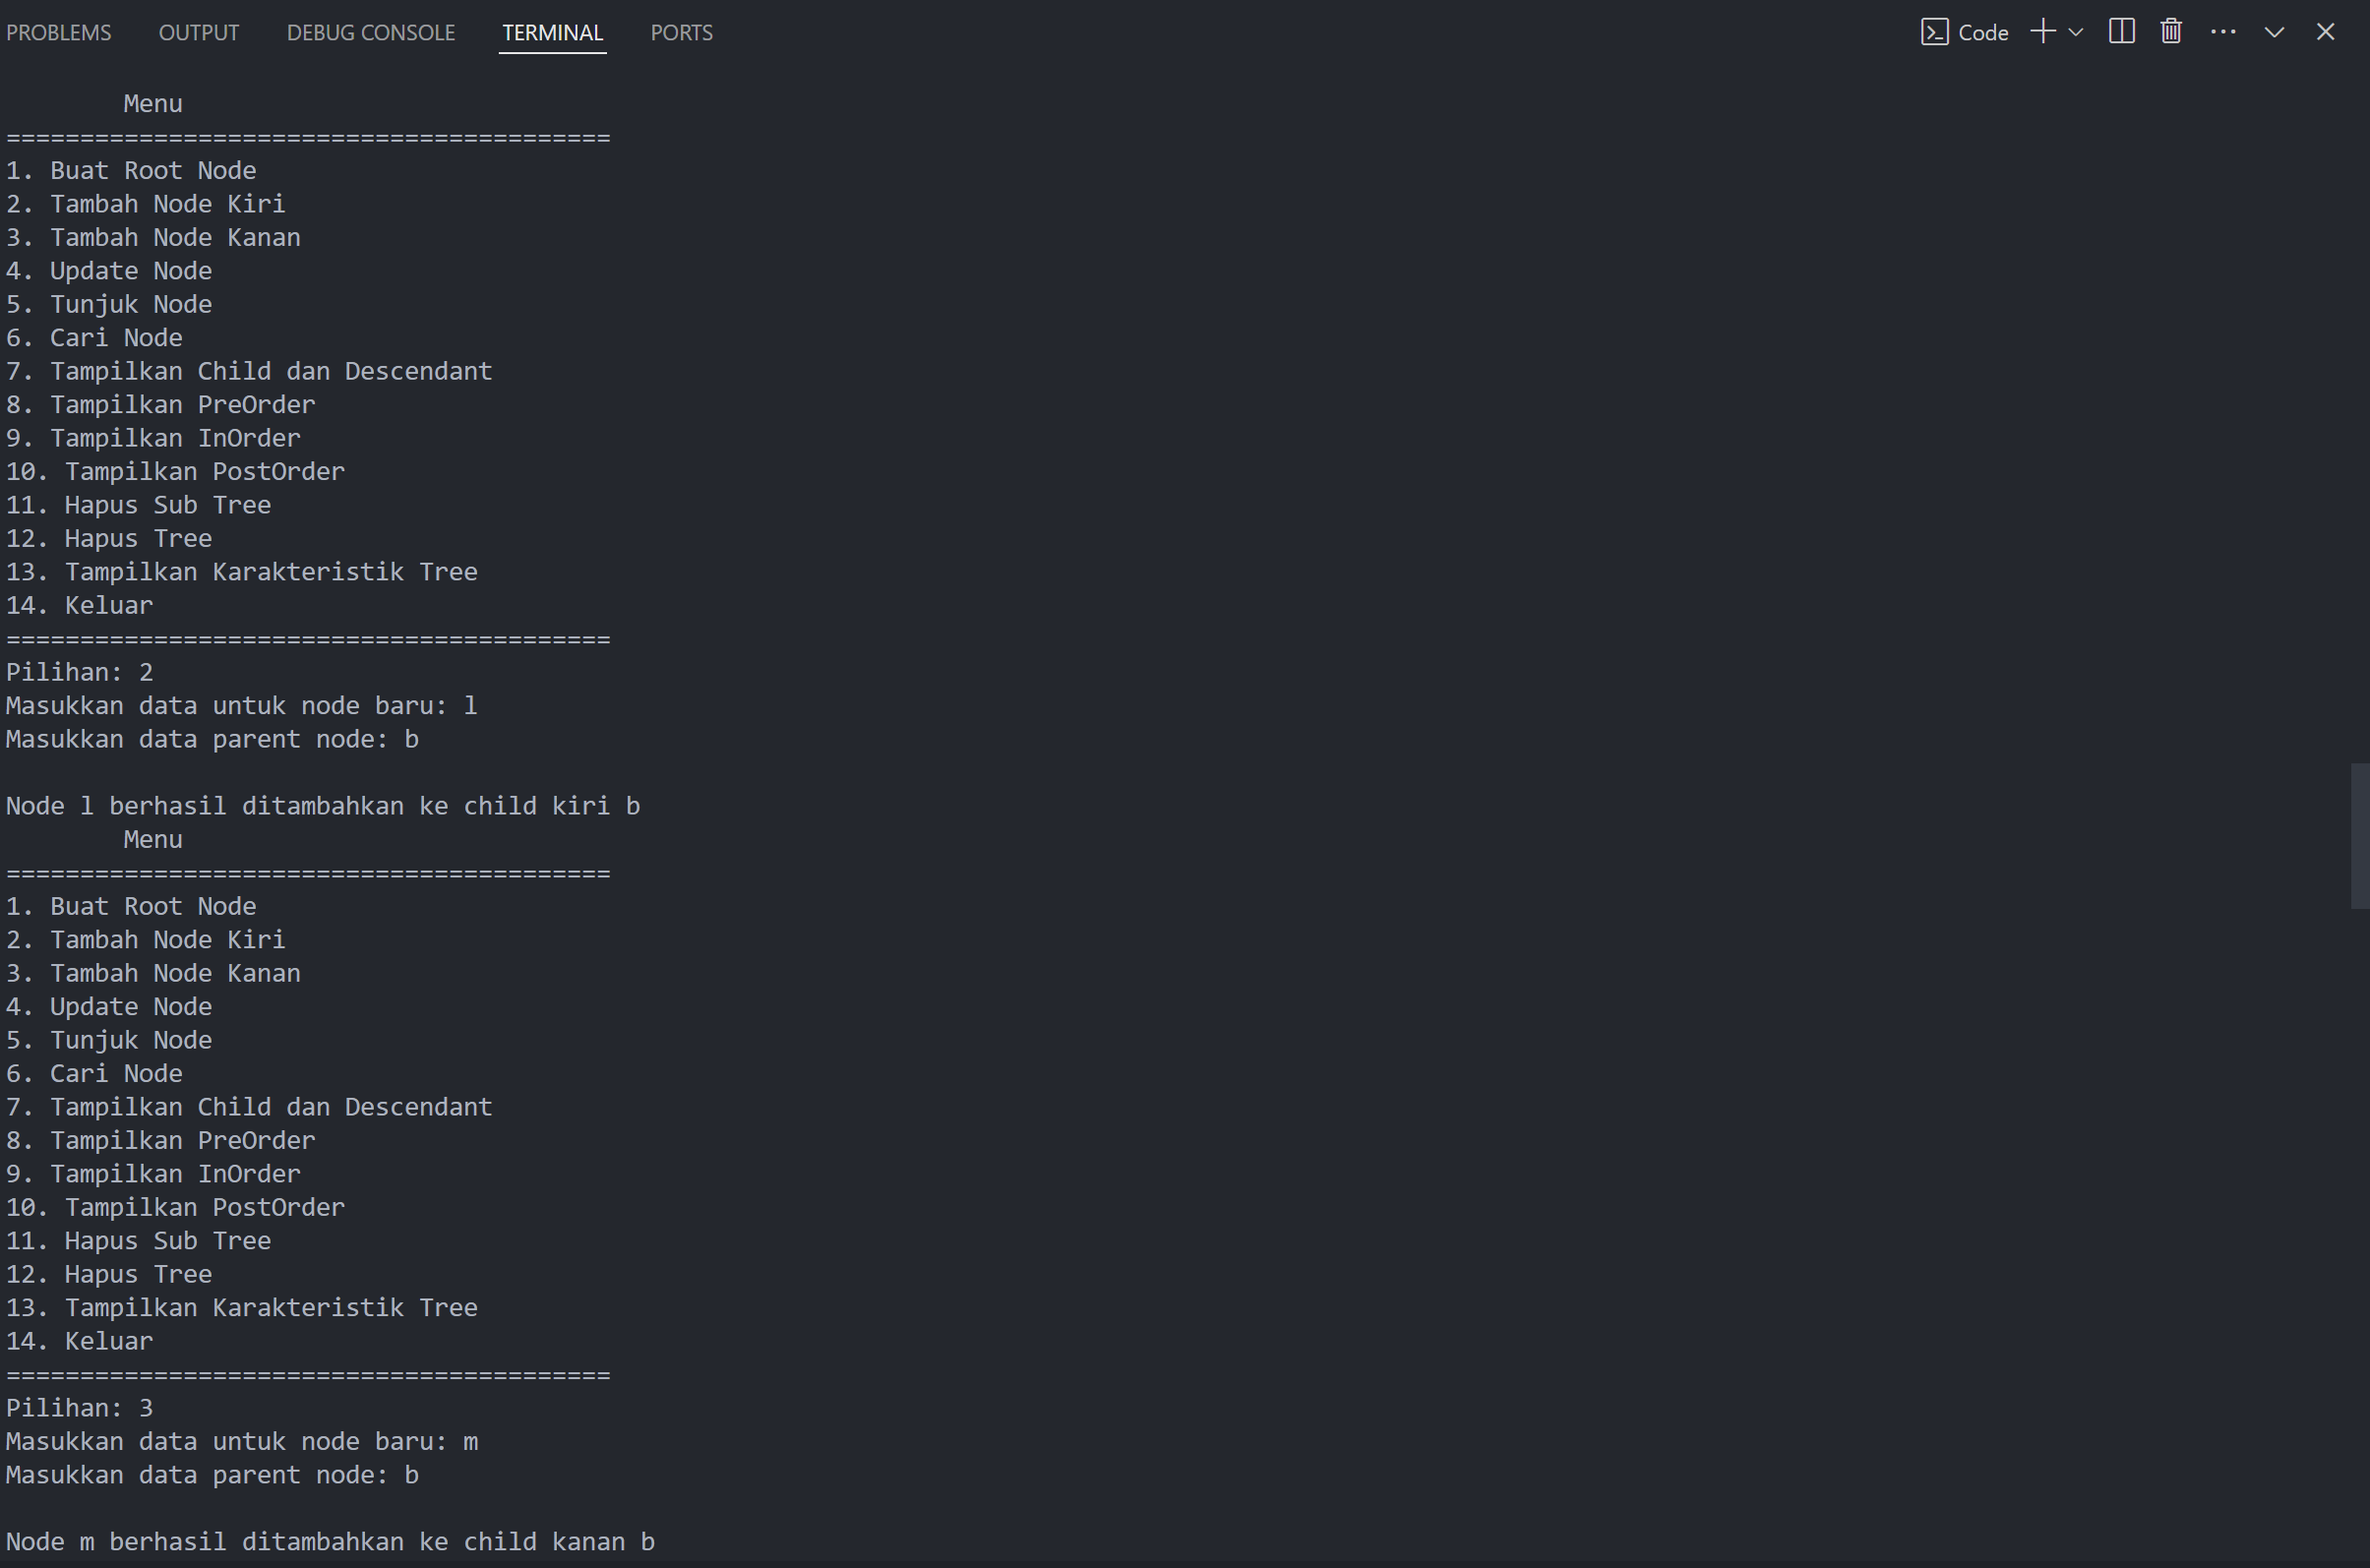 PROBLEMS OUTPUT DEBUG CONSOLE TERMINAL PORTS Code
Menu
=========================================
1. Buat Root Node
2. Tambah Node Kiri
3. Tambah Node Kanan
4. Update Node
5. Tunjuk Node
6. Cari Node
7. Tampilkan Child dan Descendant
8. Tampilkan PreOrder
9. Tampilkan InOrder
10. Tampilkan PostOrder
11. Hapus Sub Tree
12. Hapus Tree
13. Tampilkan Karakteristik Tree
14. Keluar
=========================================
Pilihan: 2
Masukkan data untuk node baru: l
Masukkan data parent node: b
Node l berhasil ditambahkan ke child kiri b
Menu
=========================================
1. Buat Root Node
2. Tambah Node Kiri
3. Tambah Node Kanan
4. Update Node
5. Tunjuk Node
6. Cari Node
7. Tampilkan Child dan Descendant
8. Tampilkan PreOrder
9. Tampilkan InOrder
10. Tampilkan PostOrder
11. Hapus Sub Tree
12. Hapus Tree
13. Tampilkan Karakteristik Tree
14. Keluar
=========================================
Pilihan: 3
Masukkan data untuk node baru: m
Masukkan data parent node: b
Node m berhasil ditambahkan ke child kanan b